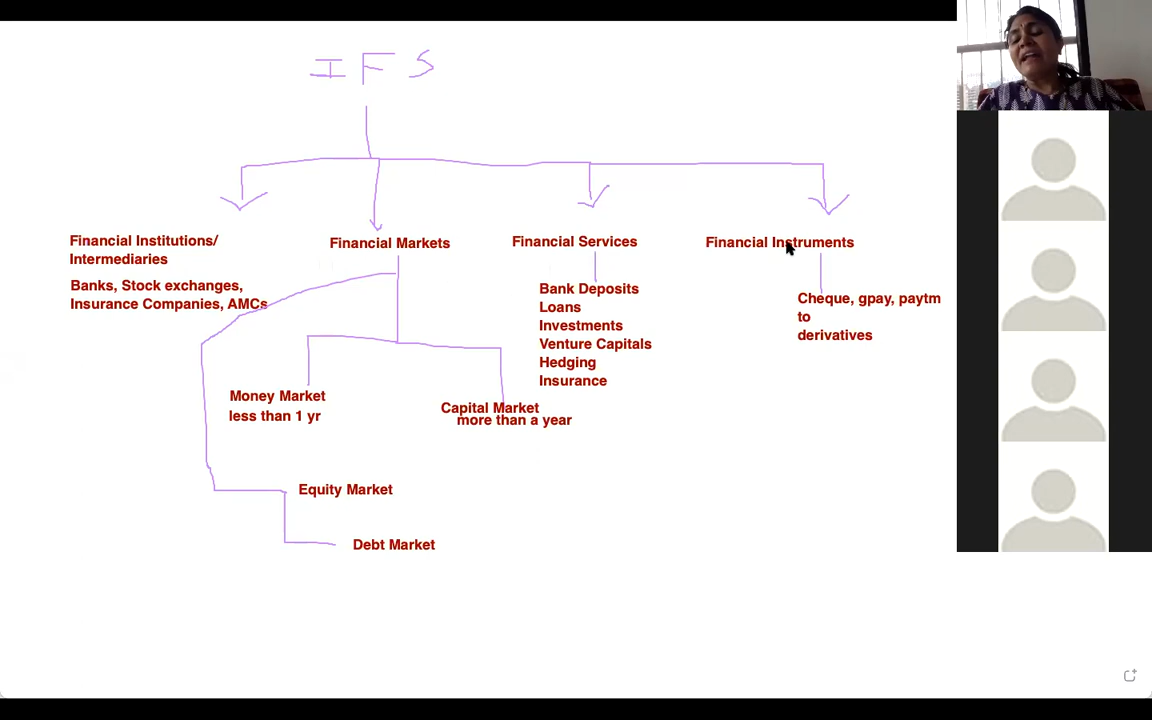 IFS
Financial Institutions/
Intermediaries
Banks, Stock exchanges,
Insurance Companies, AMCs
Financial Markets
Money Market
less than 1 yr
Capital Market
more than a year
Equity Market
Debt Market
Financial Services
Bank Deposits
Loans
Investments
Venture Capitals
Hedging
Insurance
Financial Instruments
Cheque, gpay, paytm
to
derivatives